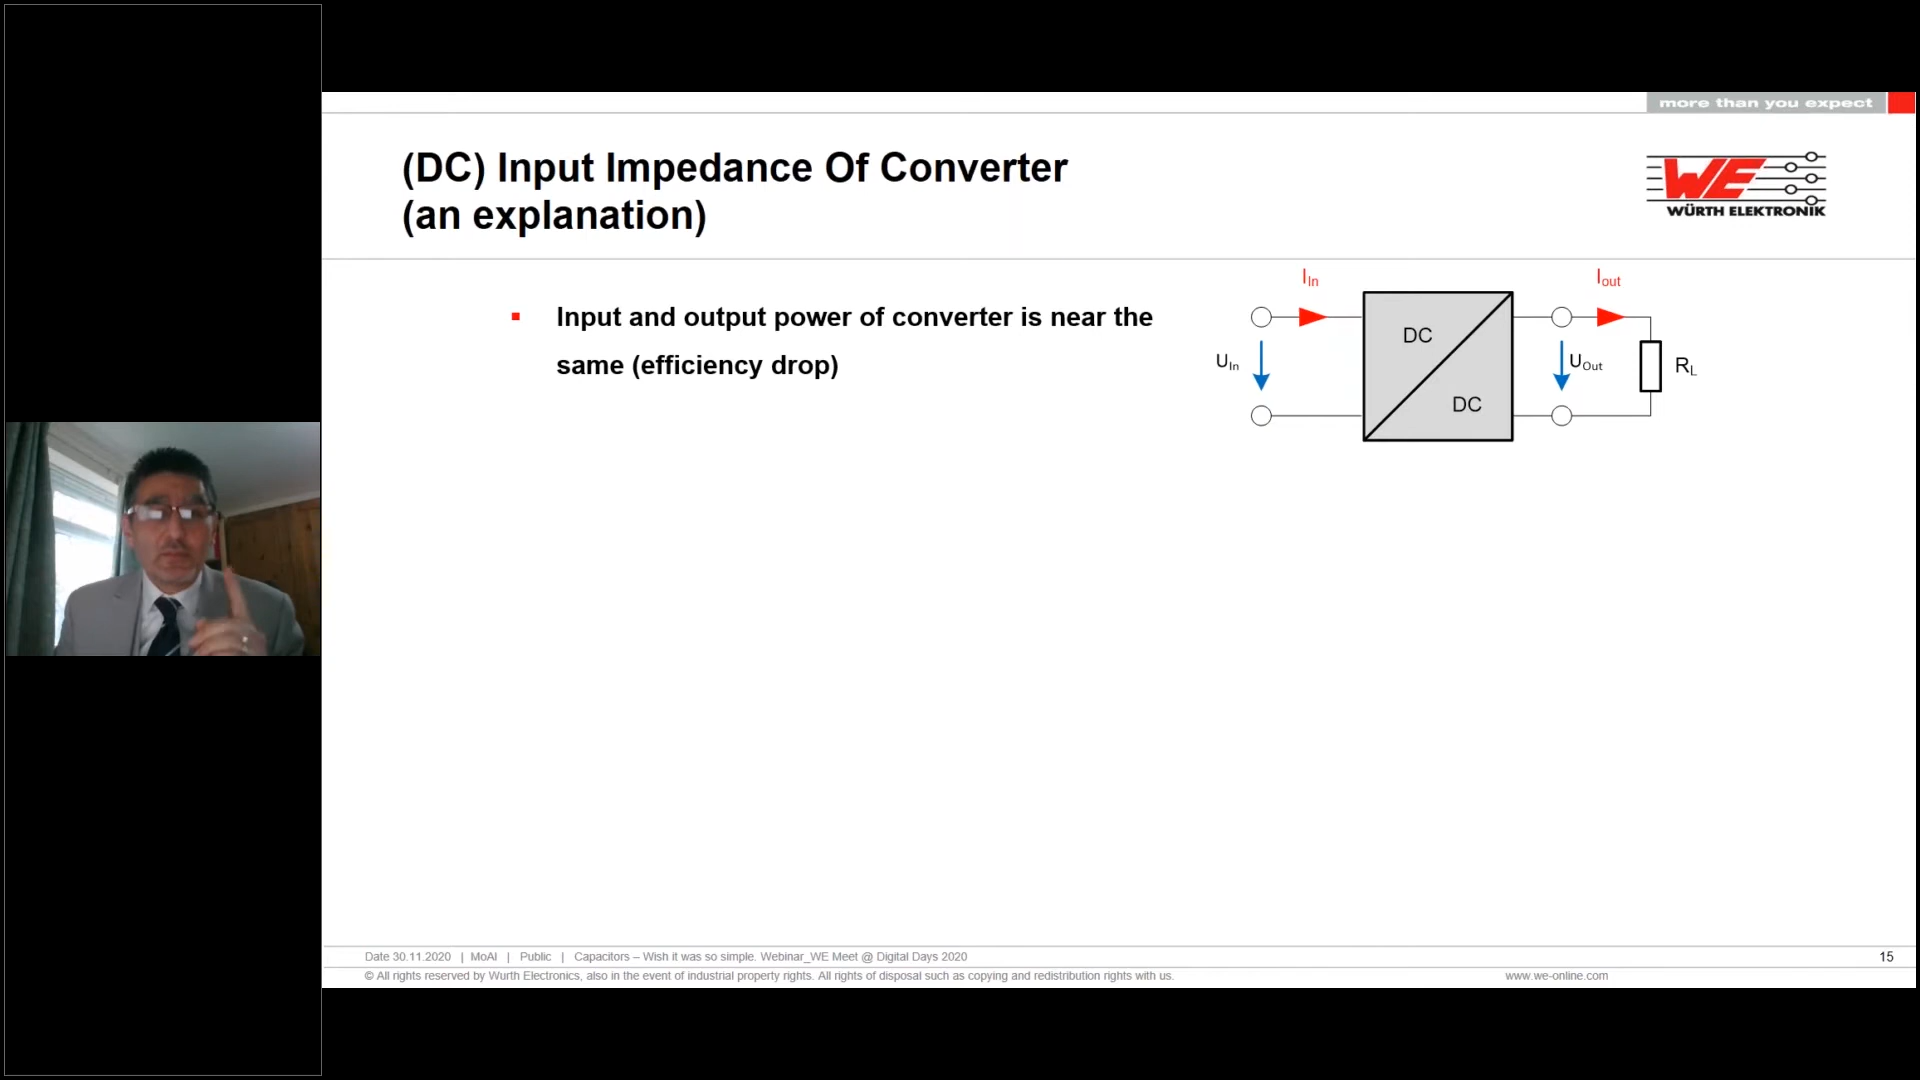 more than you expect
(DC) Input Impedance Of Converter
(an explanation)
WE
WÜRTH ELEKTRONIK
▪ Input and output power of converter is near the
same (efficiency drop)
IIn
Iout
DC
UIn
UOut
RL
DC
Date 30.11.2020 | MoAl | Public | Capacitors – Wish it was so simple. Webinar_WE Meet @ Digital Days 2020
15
© All rights reserved by Wurth Electronics, also in the event of industrial property rights. All rights of disposal such as copying and redistribution rights with us.
www.we-online.com